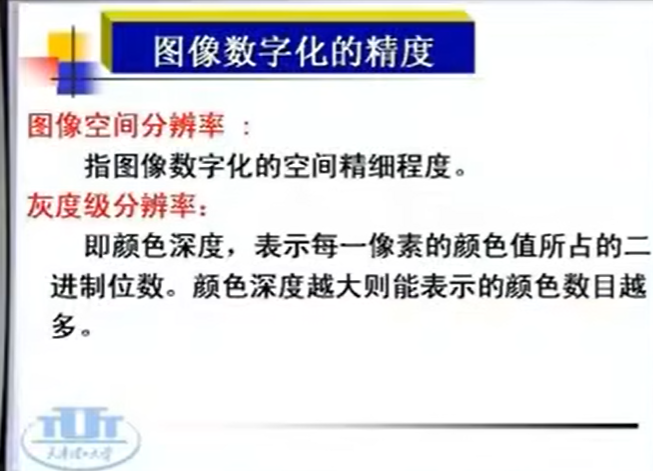 图像数字化的精度
图像空间分辨率 :
指图像数字化的空间精细程度。
灰度级分辨率:
即颜色深度，表示每一像素的颜色值所占的二
进制位数。颜色深度越大则能表示的颜色数目越
多。
TUT
天津理工大学